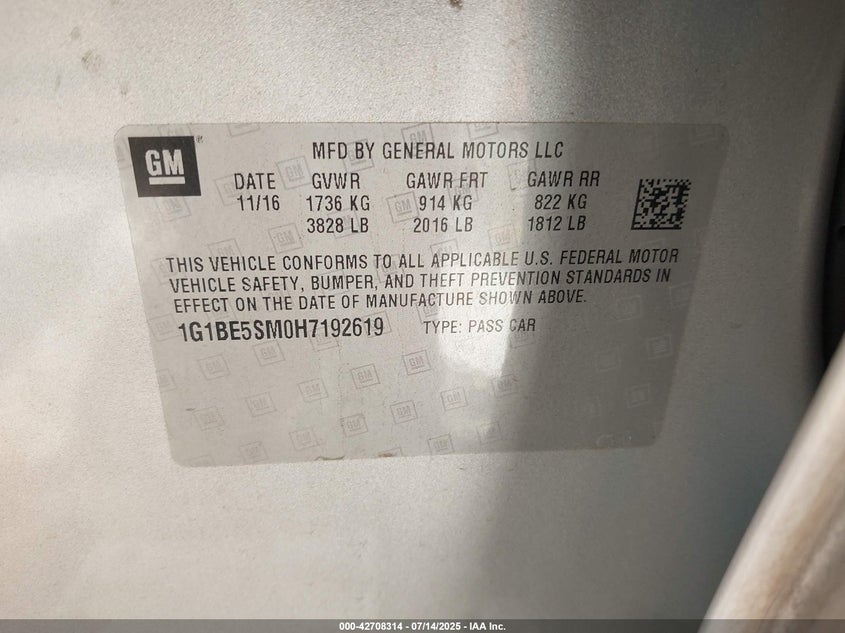 GM
MFD BY GENERAL MOTORS LLC
DATE GVWR GAWR FRT GAWR RR
11/16 1736 KG 914 KG 822 KG
3828 LB 2016 LB 1812 LB
THIS VEHICLE CONFORMS TO ALL APPLICABLE U.S. FEDERAL MOTOR
VEHICLE SAFETY, BUMPER, AND THEFT PREVENTION STANDARDS IN
EFFECT ON THE DATE OF MANUFACTURE SHOWN ABOVE.
1G1BE5SM0H7192619 TYPE: PASS CAR
000-42708314 / 07/14/2025 - IAA Inc.